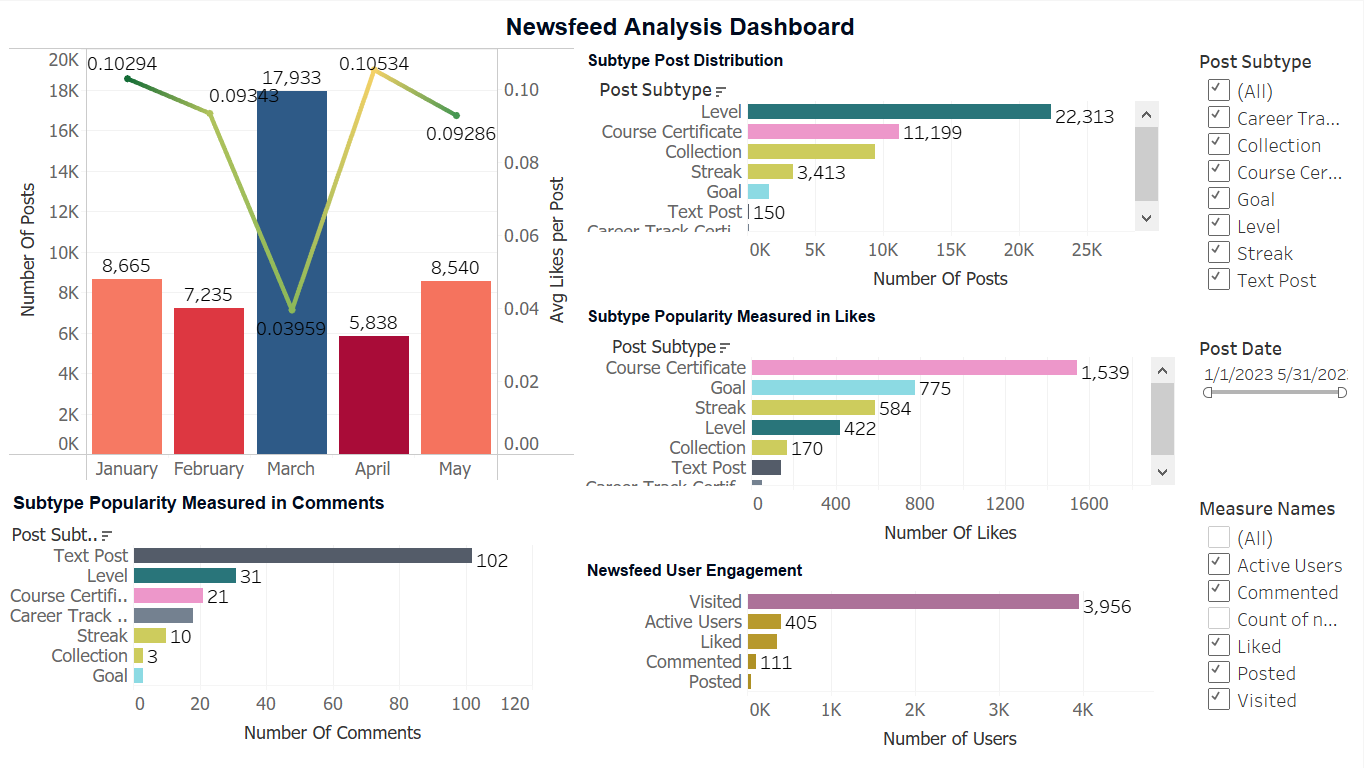 Newsfeed Analysis Dashboard
20K
18K
16K
14K
12K
10K
8K
6K
4K
2K
0K
Number Of Posts
0.10294
0.09343
17,933
0.10534
0.09286
8,665
7,235
0.03959
5,838
8,540
0.10
0.08
0.06
0.04
0.02
0.00
Avg Likes per Post
January February March April May
Subtype Popularity Measured in Comments
Post Subt..
Text Post 102
Level 31
Course Certifi.. 21
Career Track ..
Streak 10
Collection 3
Goal
0 20 40 60 80 100 120
Number Of Comments
Subtype Post Distribution
Post Subtype
Level 22,313
Course Certificate 11,199
Collection
Streak 3,413
Goal
Text Post 150
Career Track Certi..
0K 5K 10K 15K 20K 25K
Number Of Posts
Subtype Popularity Measured in Likes
Post Subtype
Course Certificate 1,539
Goal 775
Streak 584
Level 422
Collection 170
Text Post
Career Track Certif..
0 400 800 1200 1600
Number Of Likes
Newsfeed User Engagement
Visited 3,956
Active Users 405
Liked
Commented 111
Posted
0K 1K 2K 3K 4K
Number of Users
Post Subtype
(All)
Career Tra...
Collection
Course Cer...
Goal
Level
Streak
Text Post
Post Date
1/1/2023 5/31/202
Measure Names
(All)
Active Users
Commented
Count of n...
Liked
Posted
Visited